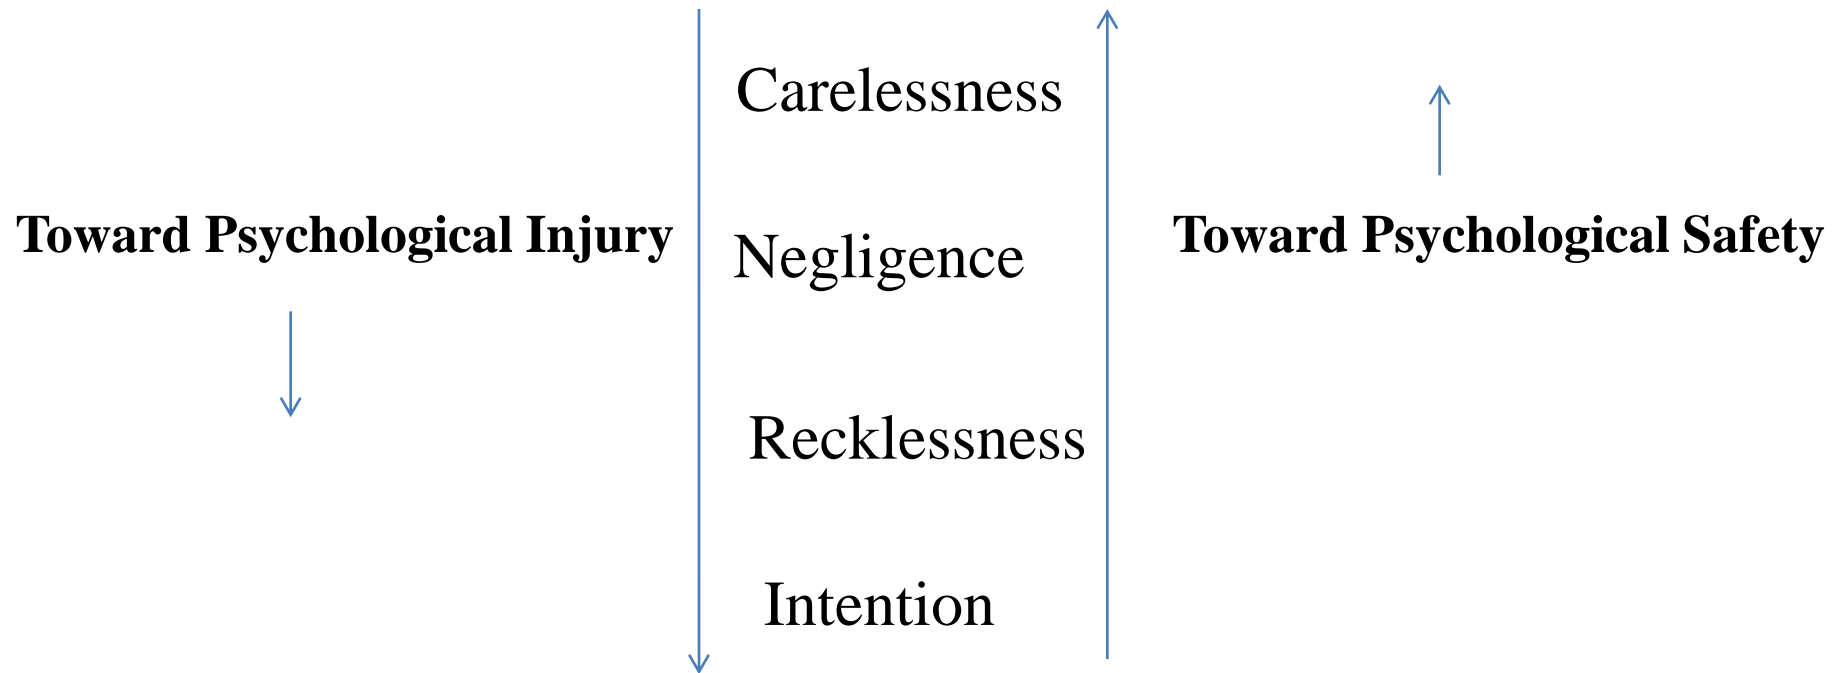 Carelessness
Toward Psychological Injury
Negligence
Toward Psychological Safety
Recklessness
Intention